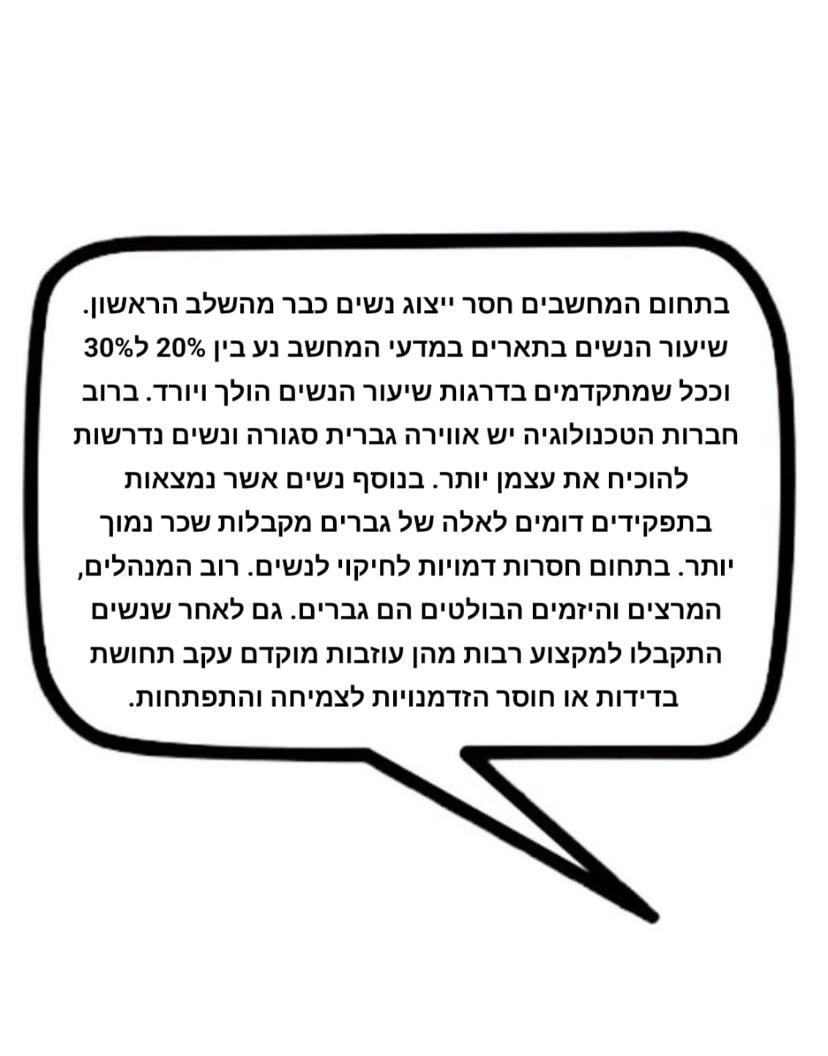 בתחום המחשבים חסר ייצוג נשים כבר מהשלב הראשון.
שיעור הנשים בתארים במדעי המחשב נע בין 20% ל30%
וככל שמתקדמים בדרגות שיעור הנשים הולך ויורד. ברוב
חברות הטכנולוגיה יש אווירה גברית סגורה ונשים נדרשות
להוכיח את עצמן יותר. בנוסף נשים אשר נמצאות
בתפקידים דומים לאלה של גברים מקבלות שכר נמוך
יותר. בתחום חסרות דמויות לחיקוי לנשים. רוב המנהלים,
המרצים והיזמים הבולטים הם גברים. גם לאחר שנשים
התקבלו למקצוע רבות מהן עוזבות מוקדם עקב תחושת
בדידות או חוסר הזדמנויות לצמיחה והתפתחות.